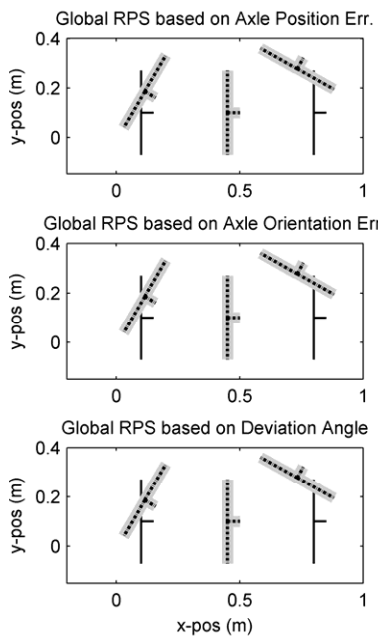 Global RPS based on Axle Position Err.
0.4
0.2
0
y-pos (m)
0 0.5 1
Global RPS based on Axle Orientation Err
0.4
0.2
0
y-pos (m)
0 0.5 1
Global RPS based on Deviation Angle
0.4
0.2
0
y-pos (m)
0 0.5 1
x-pos (m)